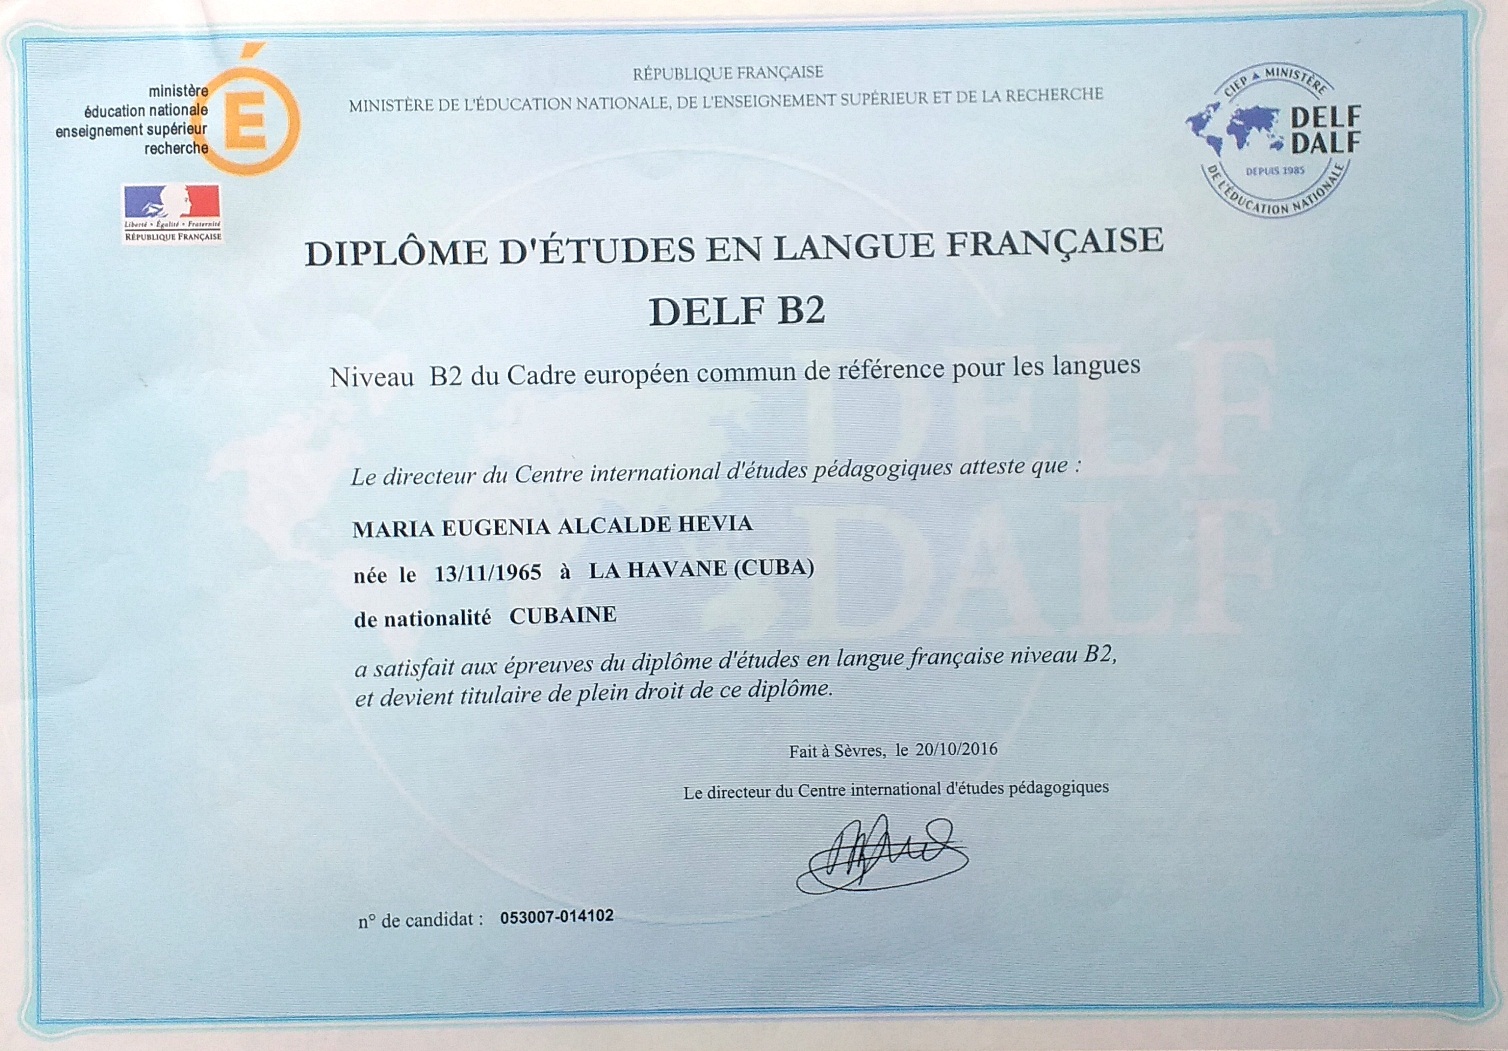 ministère
éducation nationale
enseignement supérieur
recherche
É
Liberté • Égalité • Fraternité
RÉPUBLIQUE FRANÇAISE
RÉPUBLIQUE FRANÇAISE
MINISTÈRE DE L'ÉDUCATION NATIONALE, DE L'ENSEIGNEMENT SUPÉRIEUR ET DE LA RECHERCHE
CIEP ▲ MINISTÈRE
DELF
DALF
DEPUIS 1985
DE L'ÉDUCATION NATIONALE
DIPLÔME D'ÉTUDES EN LANGUE FRANÇAISE
DELF B2
Niveau B2 du Cadre européen commun de référence pour les langues
DELF
DALF
Le directeur du Centre international d'études pédagogiques atteste que :
MARIA EUGENIA ALCALDE HEVIA
née le 13/11/1965 à LA HAVANE (CUBA)
de nationalité CUBAINE
a satisfait aux épreuves du diplôme d'études en langue française niveau B2,
et devient titulaire de plein droit de ce diplôme.
Fait à Sèvres, le 20/10/2016
Le directeur du Centre international d'études pédagogiques
n° de candidat : 053007-014102